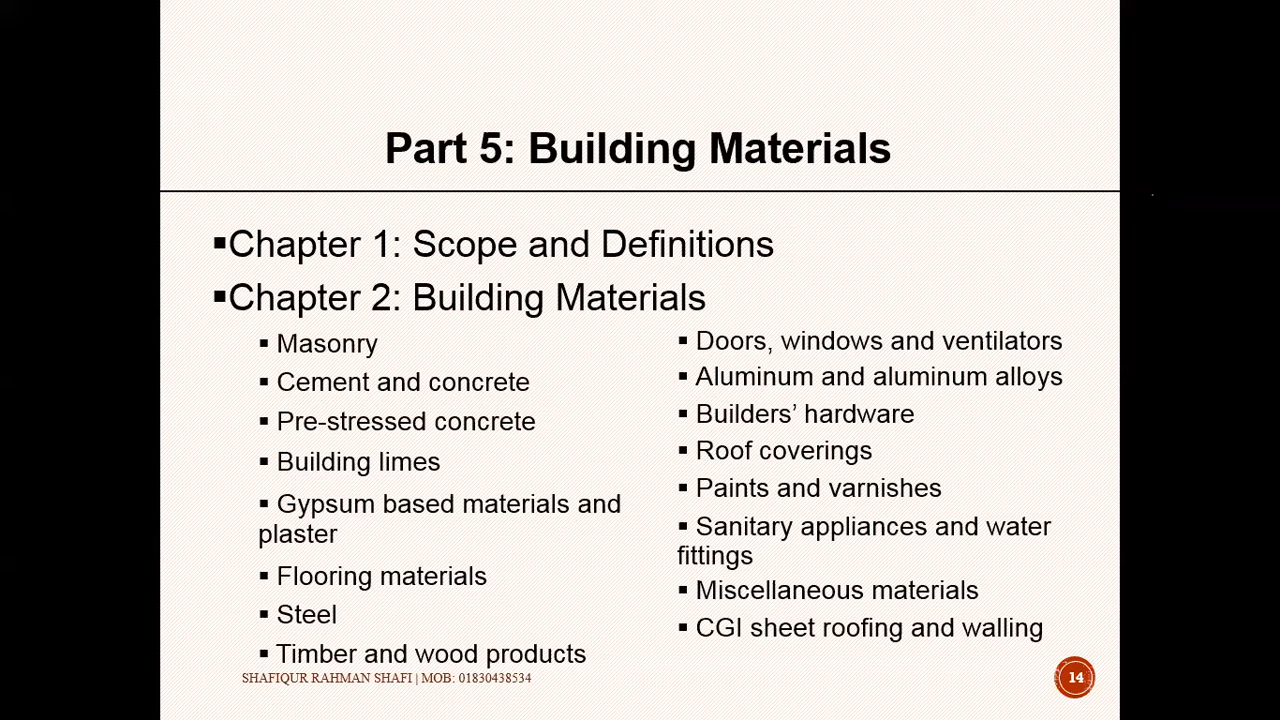 Part 5: Building Materials
▪Chapter 1: Scope and Definitions
▪Chapter 2: Building Materials
▪ Masonry
▪ Cement and concrete
▪ Pre-stressed concrete
▪ Building limes
▪ Gypsum based materials and
plaster
▪ Flooring materials
▪ Steel
▪ Timber and wood products
▪ Doors, windows and ventilators
▪ Aluminum and aluminum alloys
▪ Builders’ hardware
▪ Roof coverings
▪ Paints and varnishes
▪ Sanitary appliances and water
fittings
▪ Miscellaneous materials
▪ CGI sheet roofing and walling
SHAFIQUR RAHMAN SHAFI | MOB: 01830438534
14